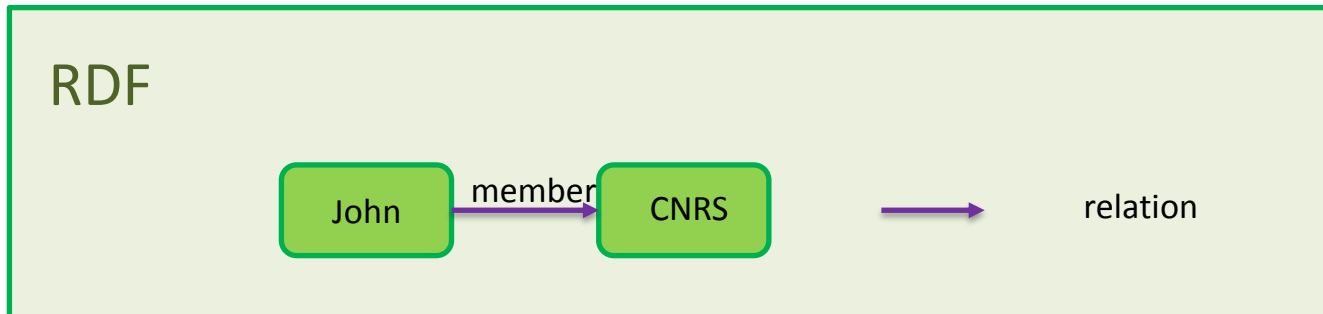 RDF
member
John
CNRS
relation